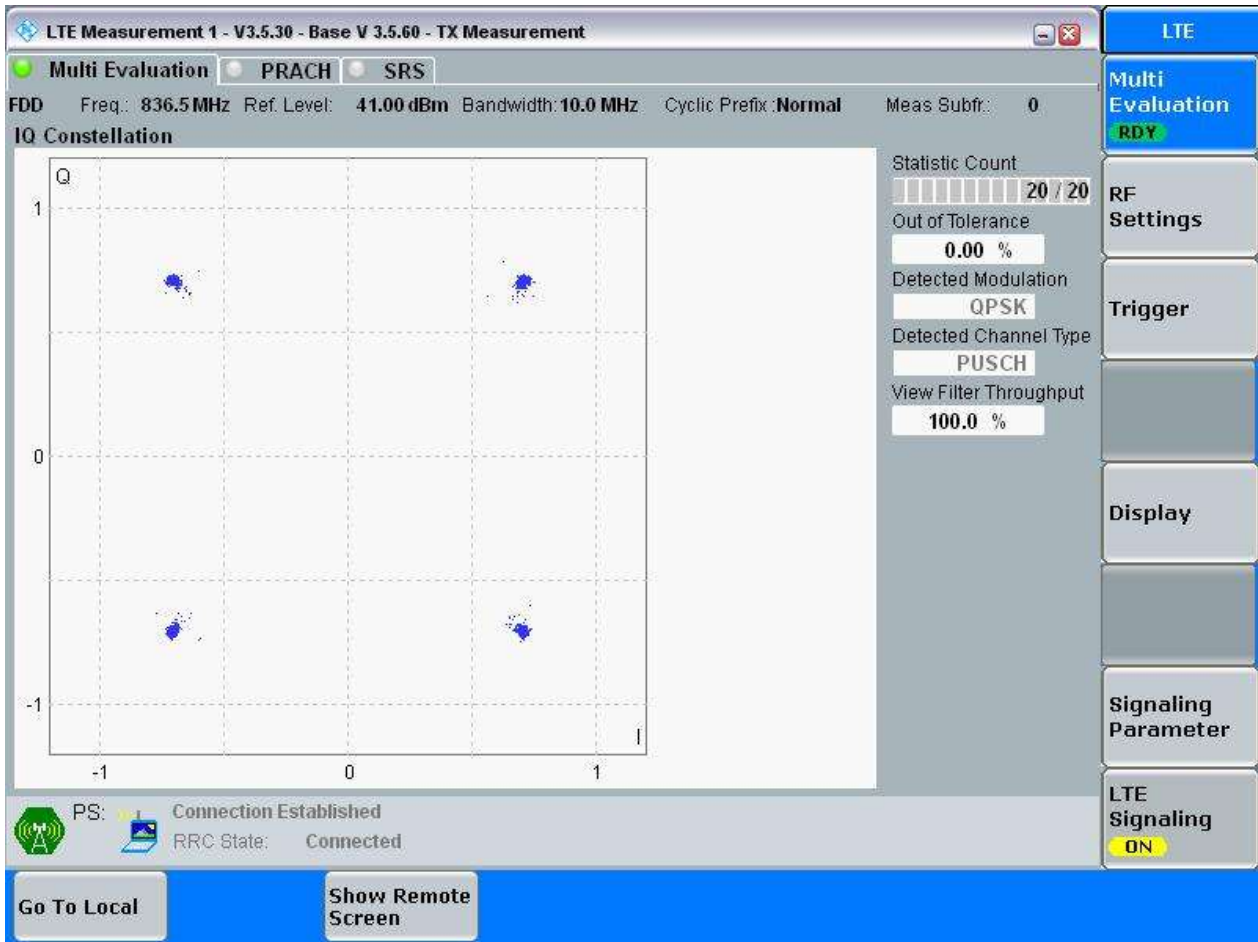 LTE Measurement 1 - V3.5.30 - Base V 3.5.60 - TX Measurement
LTE
Multi Evaluation PRACH SRS
Multi
Evaluation
RDY
FDD Freq.: 836.5 MHz Ref. Level: 41.00 dBm Bandwidth: 10.0 MHz Cyclic Prefix :Normal Meas Subfr.: 0
IQ Constellation
Q
1
0
-1
-1 0 1
I
Statistic Count
20 / 20
Out of Tolerance
0.00 %
Detected Modulation
QPSK
Detected Channel Type
PUSCH
View Filter Throughput
100.0 %
RF
Settings
Trigger
Display
Signaling
Parameter
LTE
Signaling
ON
PS: Connection Established
RRC State: Connected
Go To Local
Show Remote
Screen